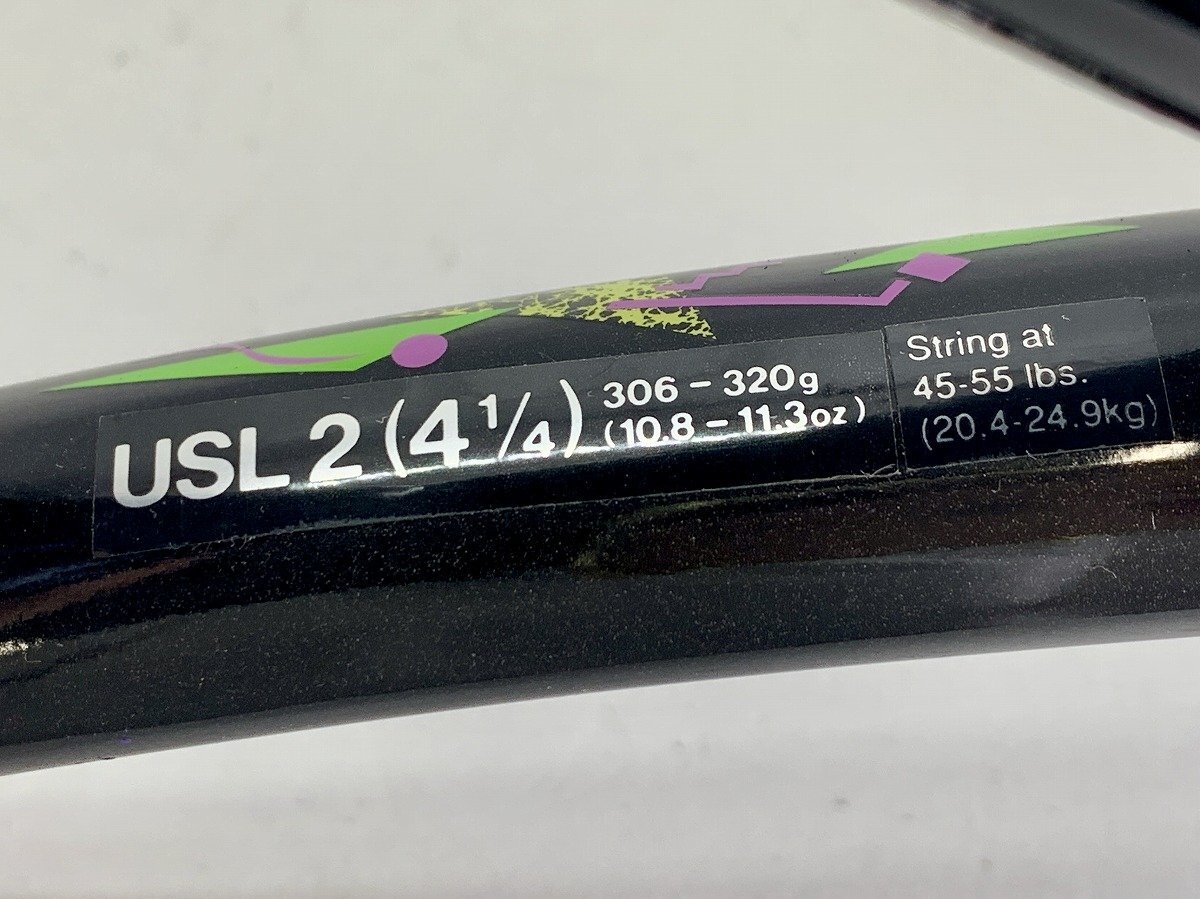 USL 2 (4 1/4)
306 – 320g
(10.8 – 11.3oz)
String at
45-55 lbs.
(20.4-24.9kg)